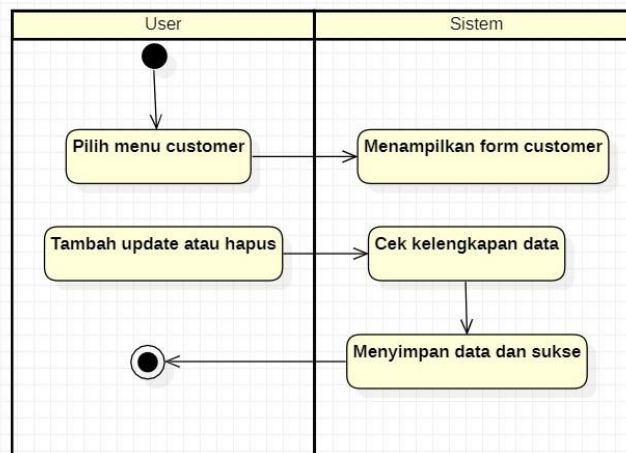 User
Sistem
Pilih menu customer
Menampilkan form customer
Tambah update atau hapus
Cek kelengkapan data
Menyimpan data dan sukse